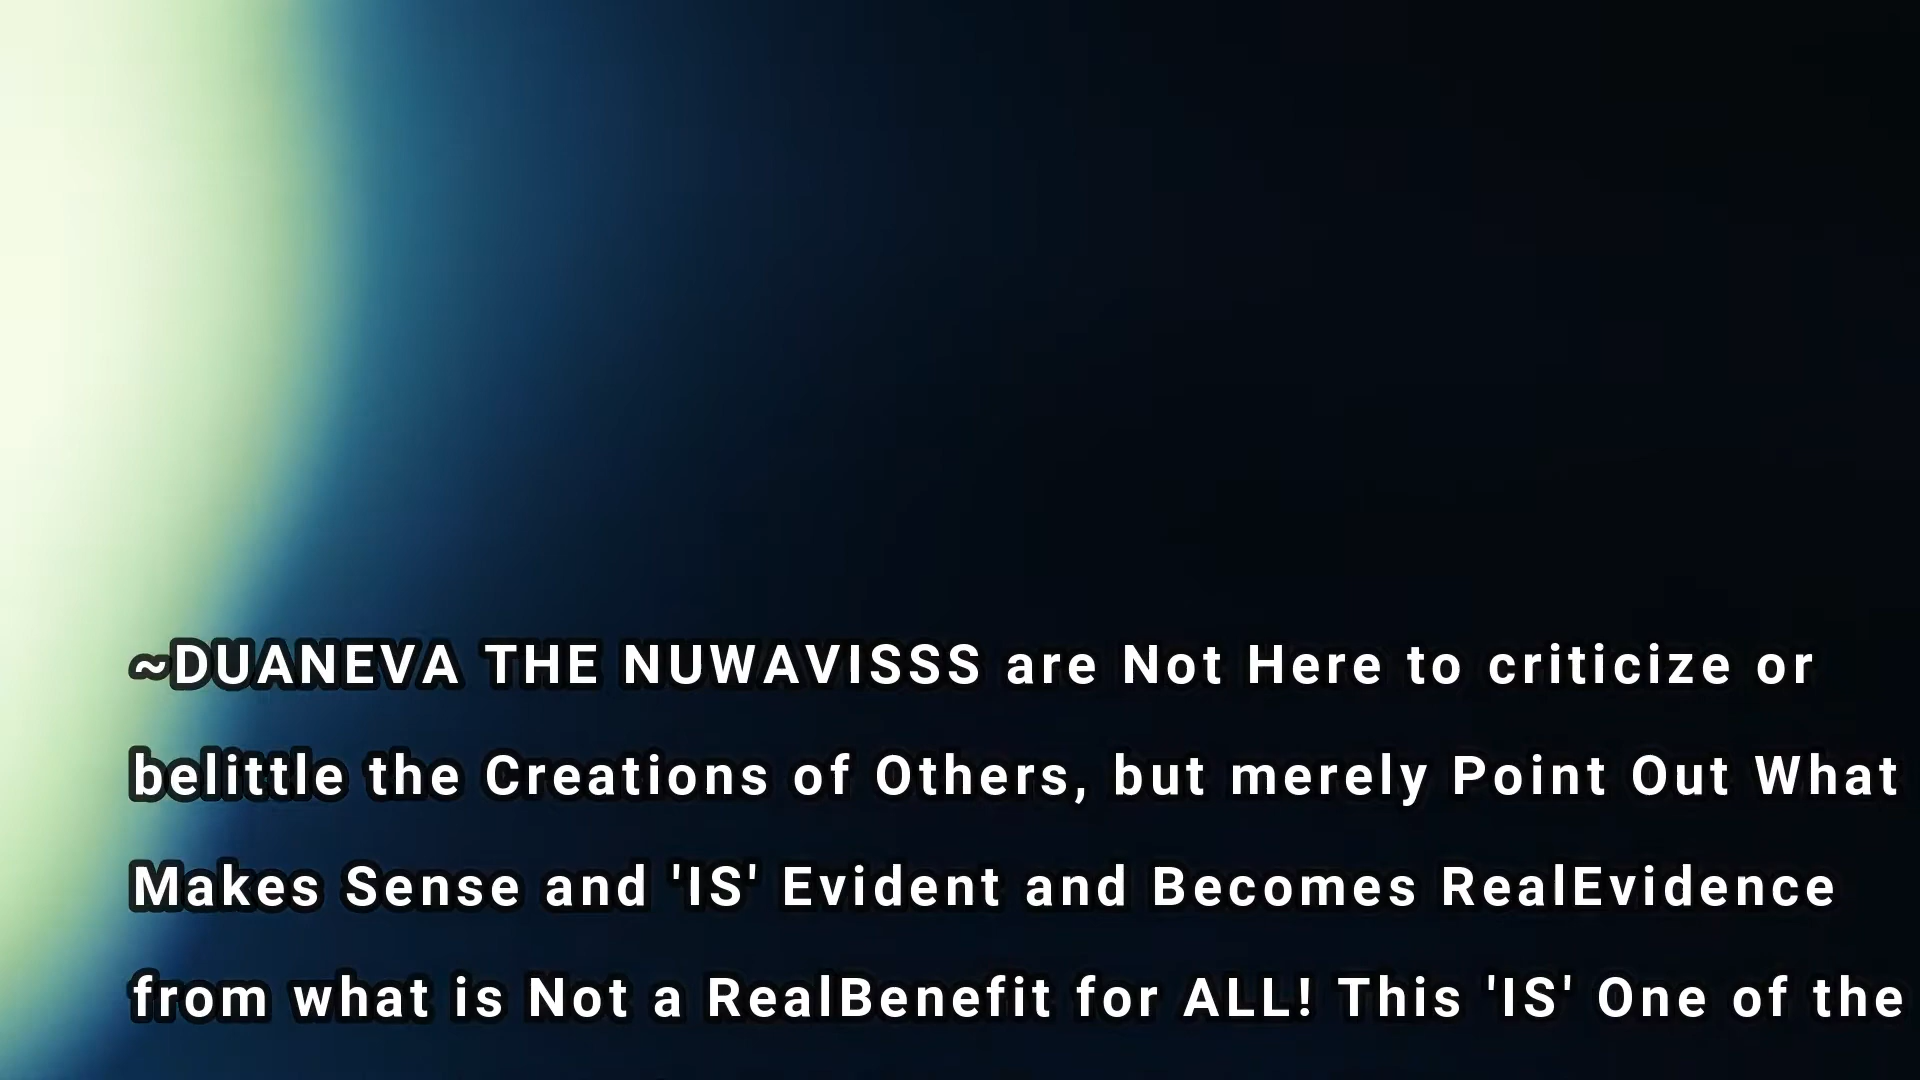 ~DUANEVA THE NUWAVISSS are Not Here to criticize or
belittle the Creations of Others, but merely Point Out What
Makes Sense and 'IS' Evident and Becomes RealEvidence
from what is Not a RealBenefit for ALL! This 'IS' One of the